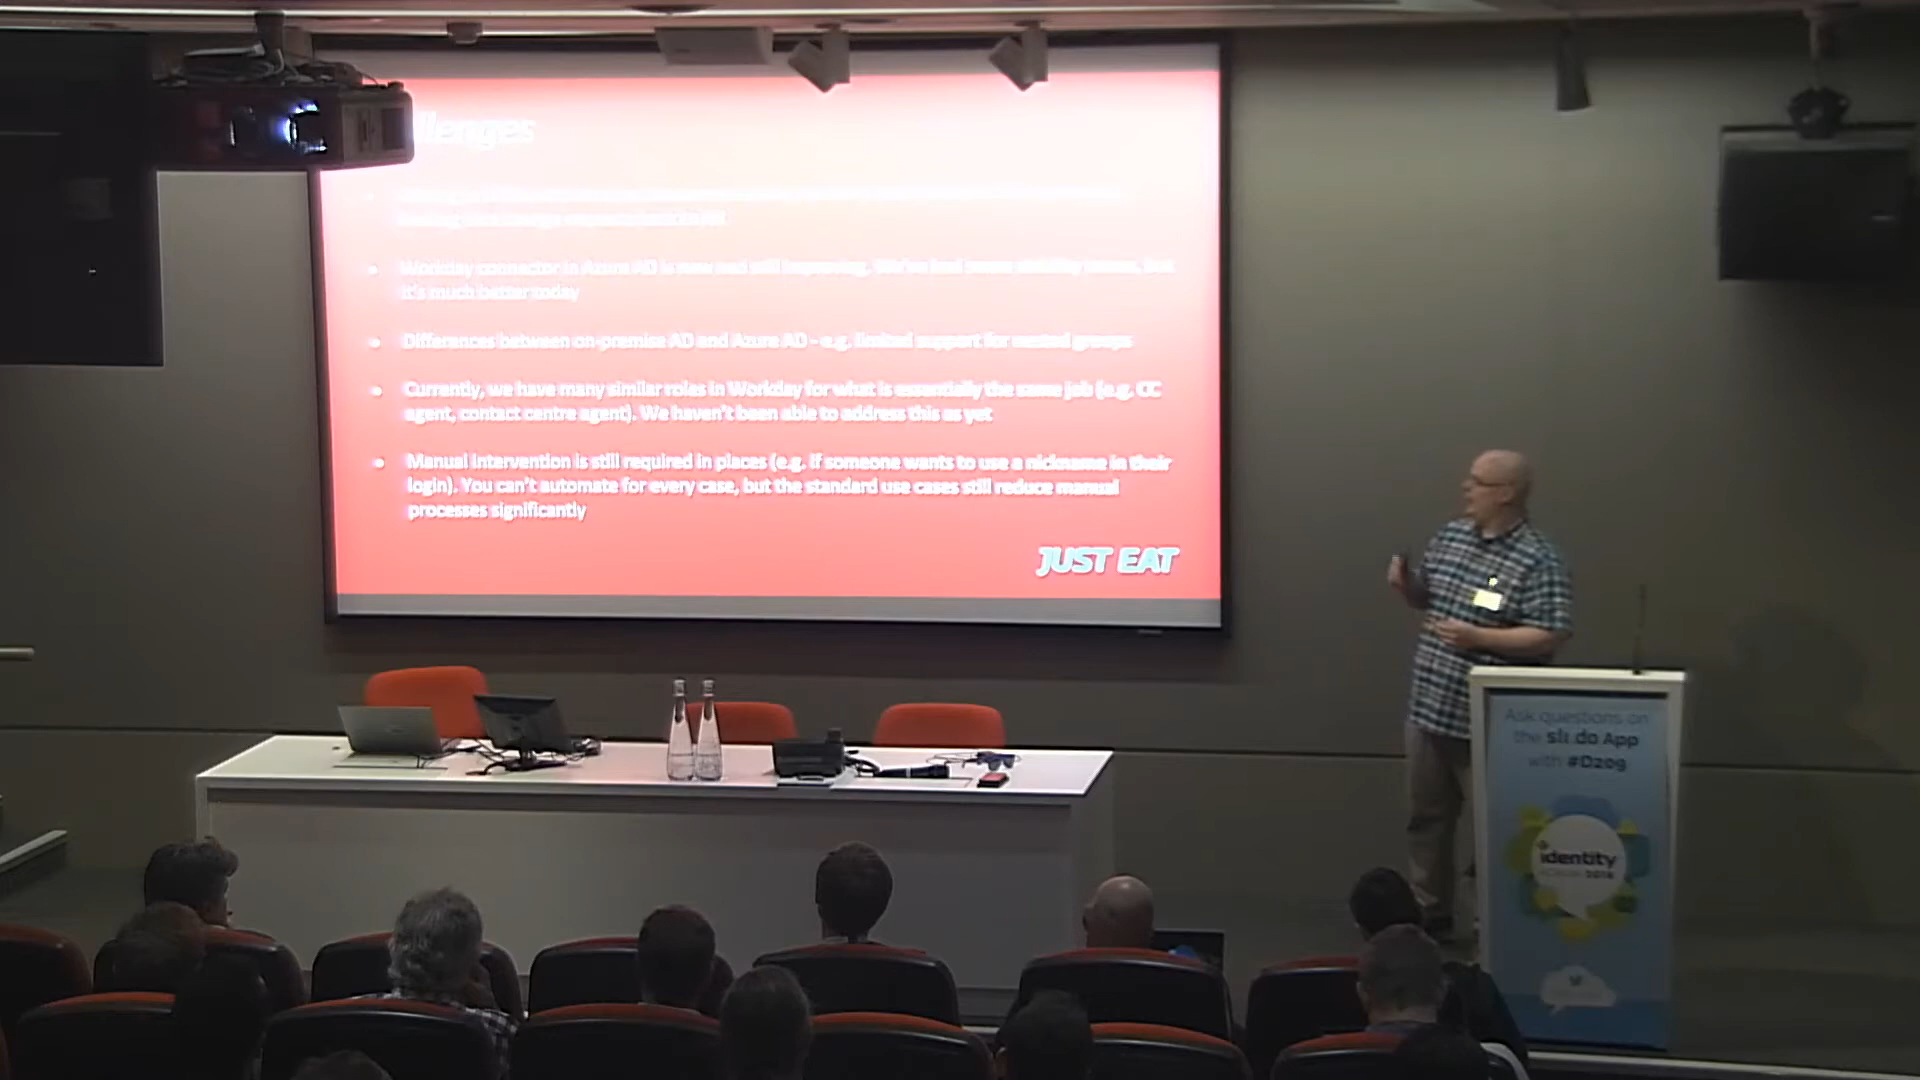 llenges
Workday connector in Azure AD is new and still improving. We've had some stability issues, but
it's much better today
Differences between on-premise AD and Azure AD - e.g. limited support for nested groups
Currently, we have many similar roles in Workday for what is essentially the same job (e.g. CC
agent, contact centre agent). We haven't been able to address this as yet
Manual intervention is still required in places (e.g. if someone wants to use a nickname in their
login). You can't automate for every case, but the standard use cases still reduce manual
processes significantly
JUST EAT
Ask questions on
the sli.do App
with #D209
identity
2018